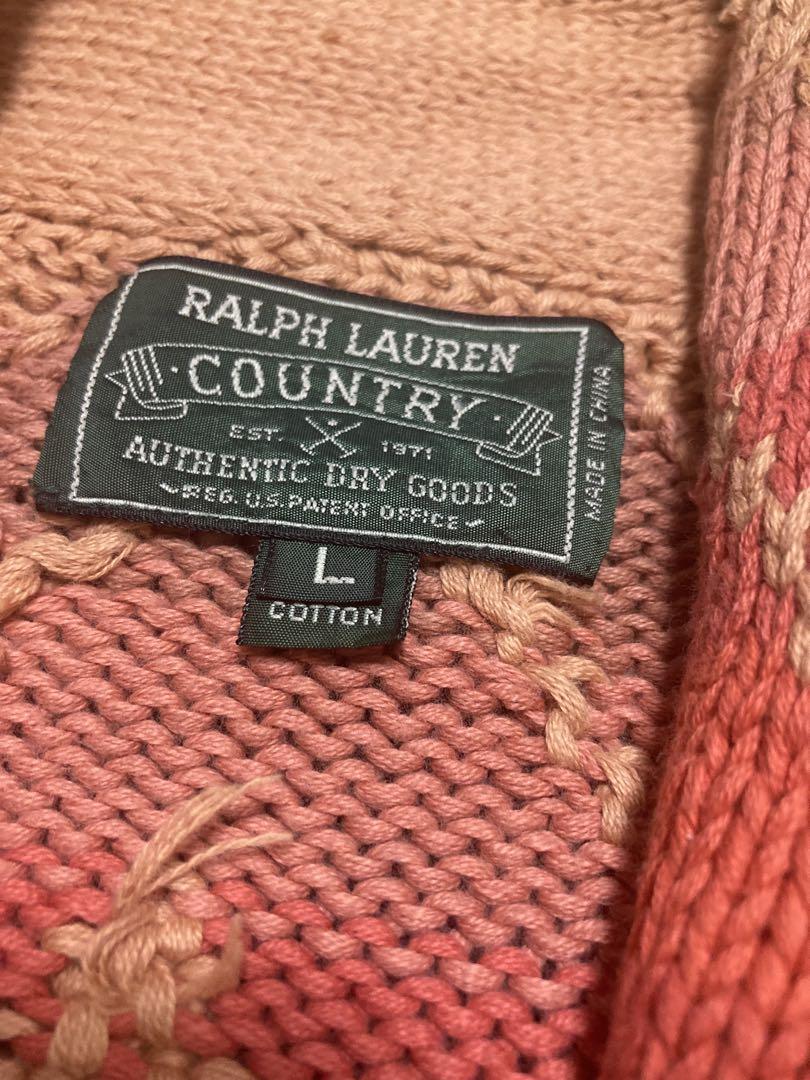 RALPH LAUREN
·COUNTRY·
EST. 1971
AUTHENTIC DRY GOODS
REG. U.S. PATENT OFFICE
MADE IN CHINA
L
COTTON